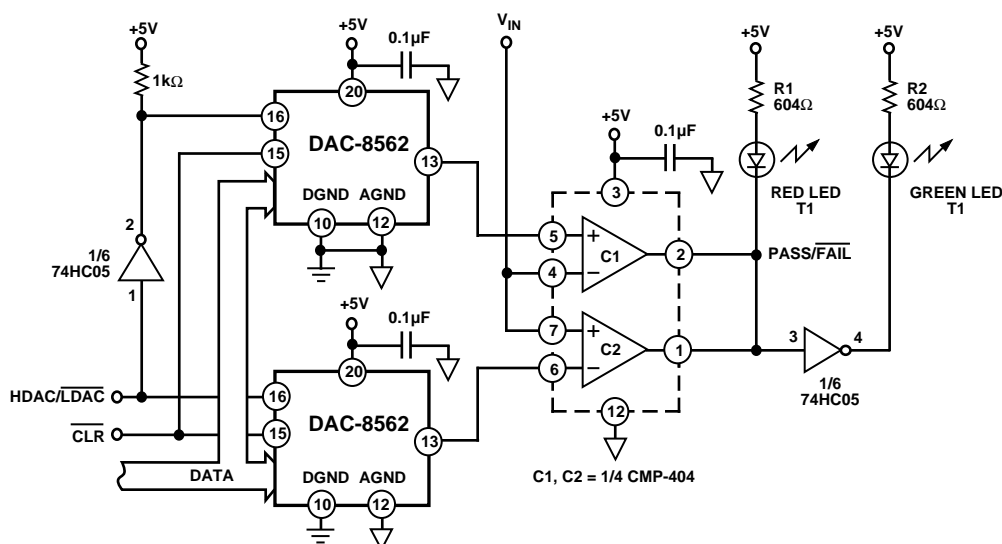 +5V
1kΩ
2
1/6
74HC05
1
HDAC/LDAC
CLR
DATA
+5V
0.1µF
20
16
15
DAC-8562
13
DGND
AGND
10
12
+5V
0.1µF
20
16
15
DAC-8562
13
DGND
AGND
10
12
VIN
+5V
0.1µF
3
5
+
4
–
C1
2
7
+
6
–
C2
1
12
C1, C2 = 1/4 CMP-404
+5V
R1
604Ω
RED LED
T1
PASS/FAIL
+5V
R2
604Ω
GREEN LED
T1
3
4
1/6
74HC05